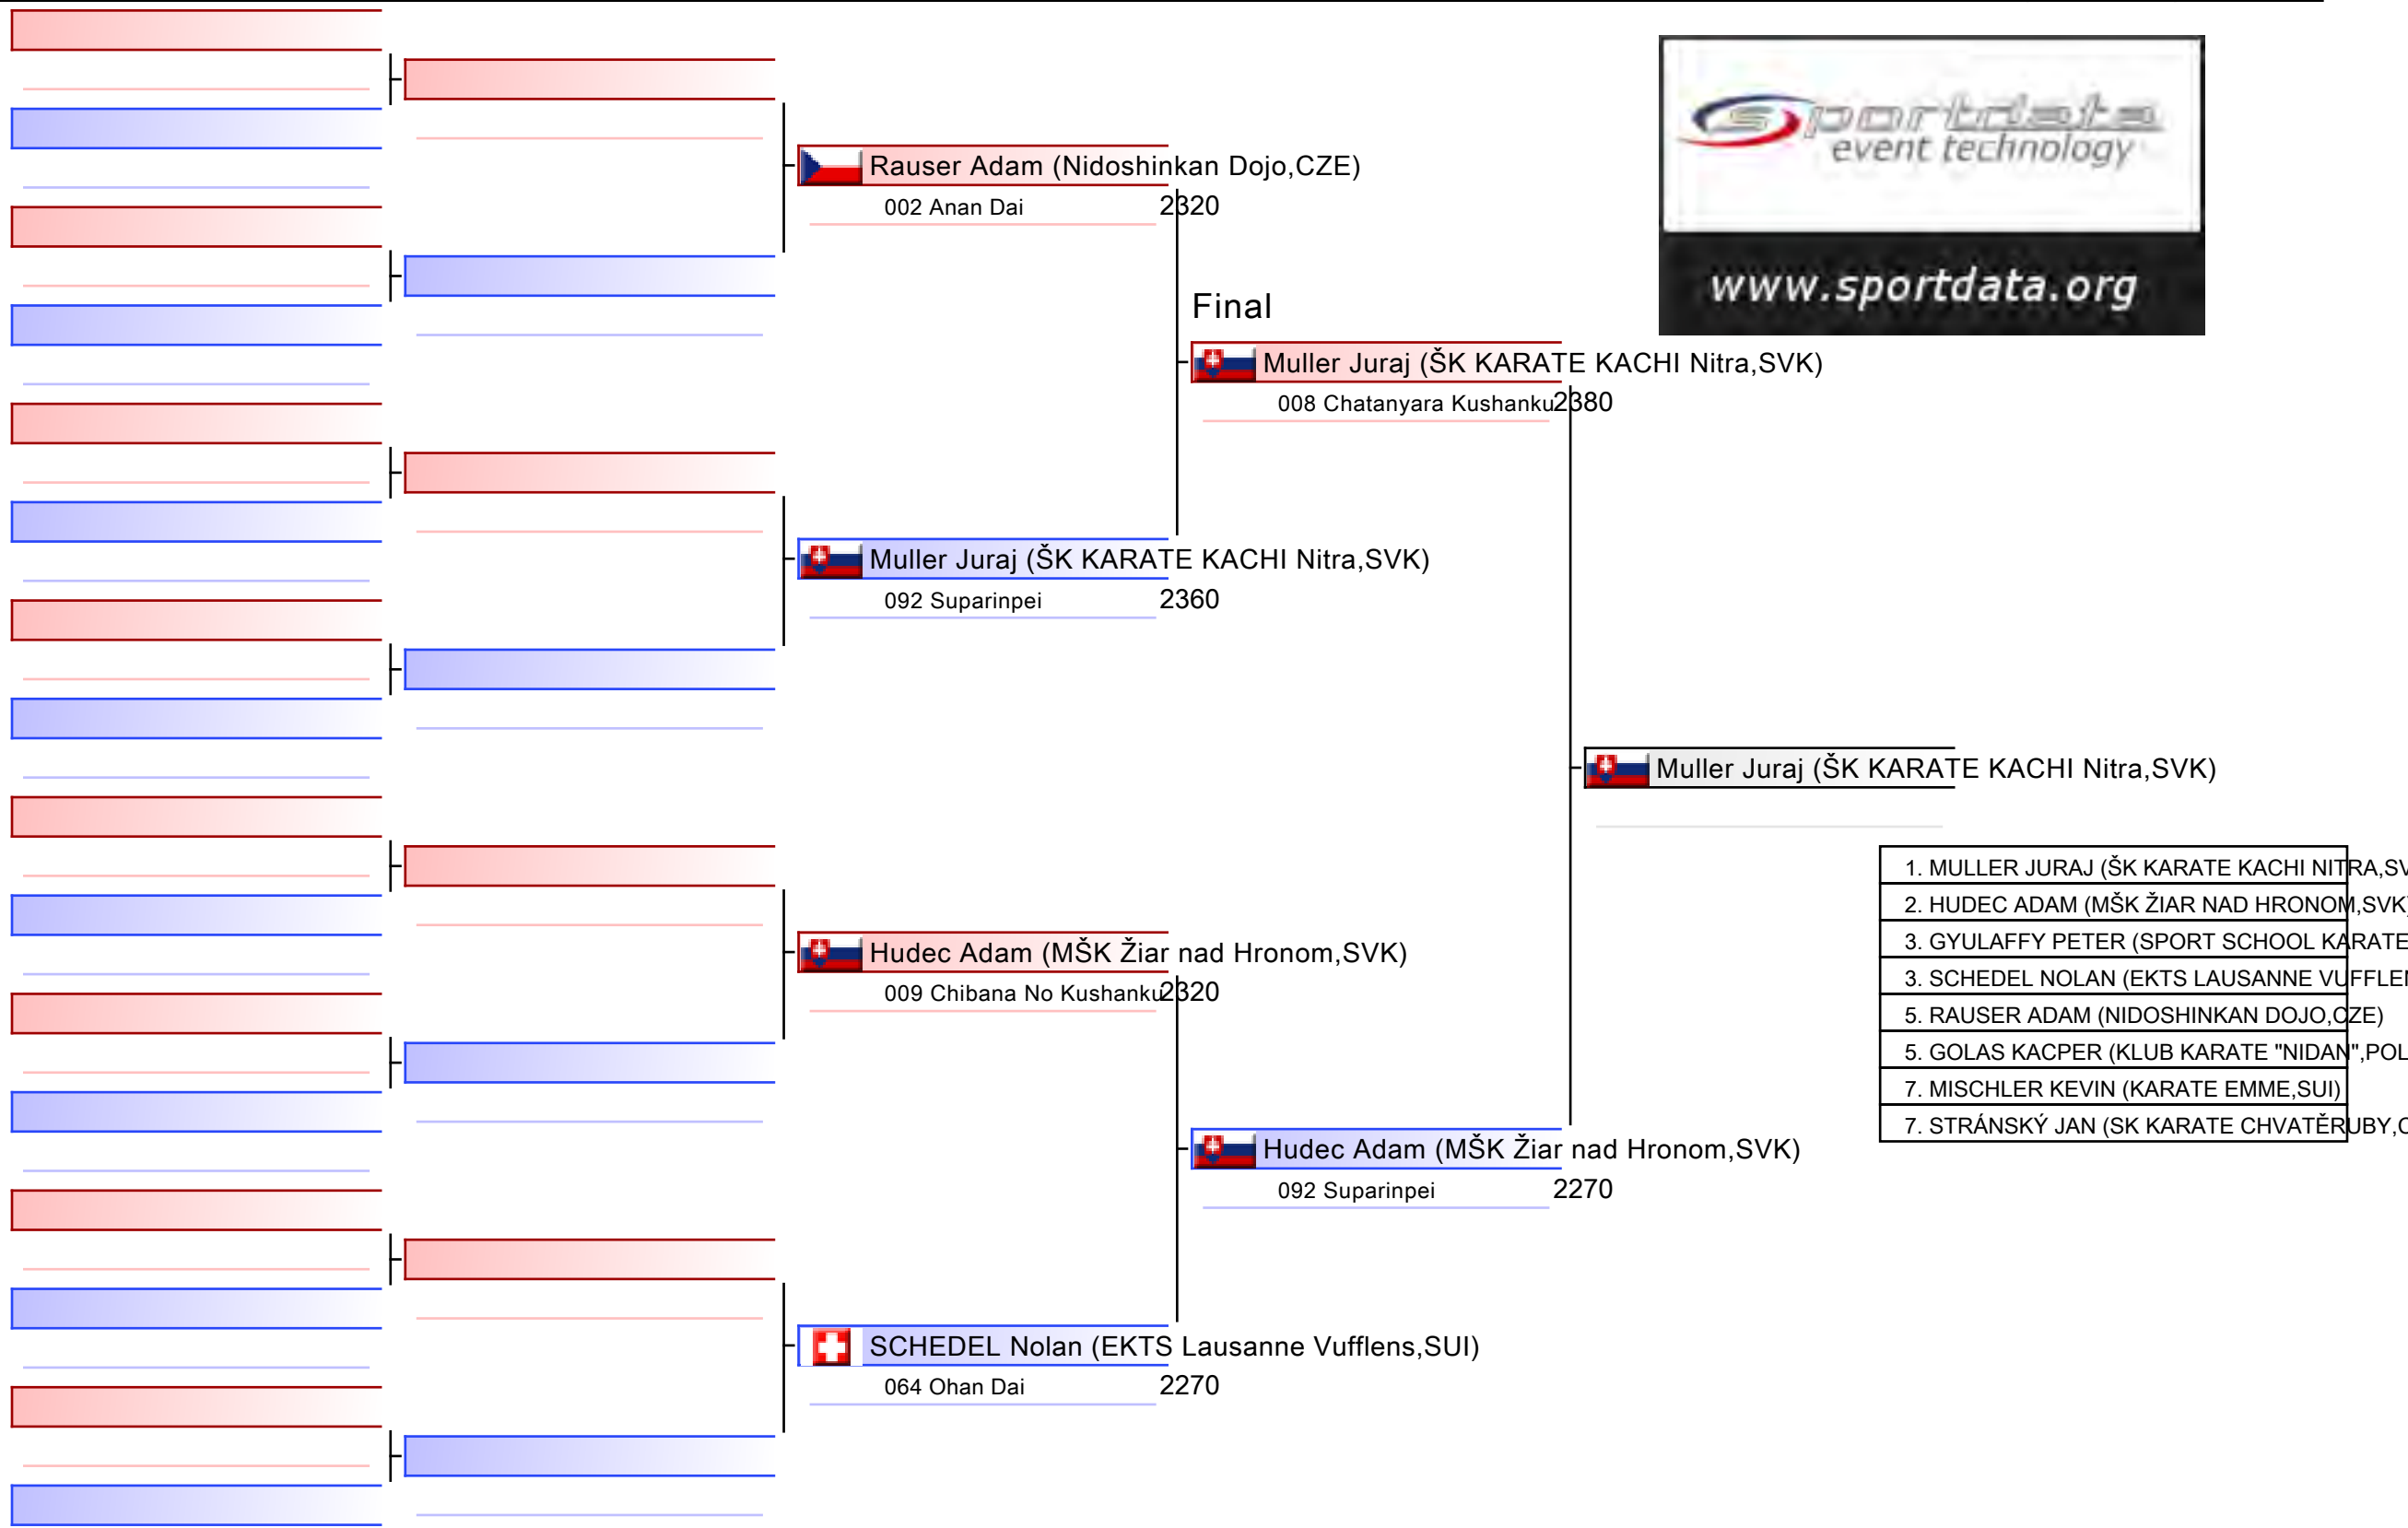 sportdata
event technology
www.sportdata.org
Rauser Adam (Nidoshinkan Dojo,CZE)
002 Anan Dai 2320
Final
Muller Juraj (ŠK KARATE KACHI Nitra,SVK)
008 Chatanyara Kushanku 2380
Muller Juraj (ŠK KARATE KACHI Nitra,SVK)
092 Suparinpei 2360
Muller Juraj (ŠK KARATE KACHI Nitra,SVK)
1. MULLER JURAJ (ŠK KARATE KACHI NITRA,SV
2. HUDEC ADAM (MŠK ŽIAR NAD HRONOM,SVK)
3. GYULAFFY PETER (SPORT SCHOOL KARATE
3. SCHEDEL NOLAN (EKTS LAUSANNE VUFFLEN
5. RAUSER ADAM (NIDOSHINKAN DOJO,CZE)
5. GOLAS KACPER (KLUB KARATE "NIDAN",POL
7. MISCHLER KEVIN (KARATE EMME,SUI)
7. STRÁNSKÝ JAN (SK KARATE CHVATĚRUBY,C
Hudec Adam (MŠK Žiar nad Hronom,SVK)
009 Chibana No Kushanku 2320
Hudec Adam (MŠK Žiar nad Hronom,SVK)
092 Suparinpei 2270
SCHEDEL Nolan (EKTS Lausanne Vufflens,SUI)
064 Ohan Dai 2270